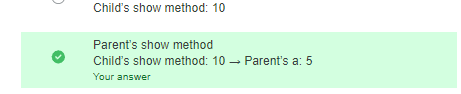 Child's show method: 10
Parent's show method
Child's show method: 10 → Parent's a: 5
Your answer